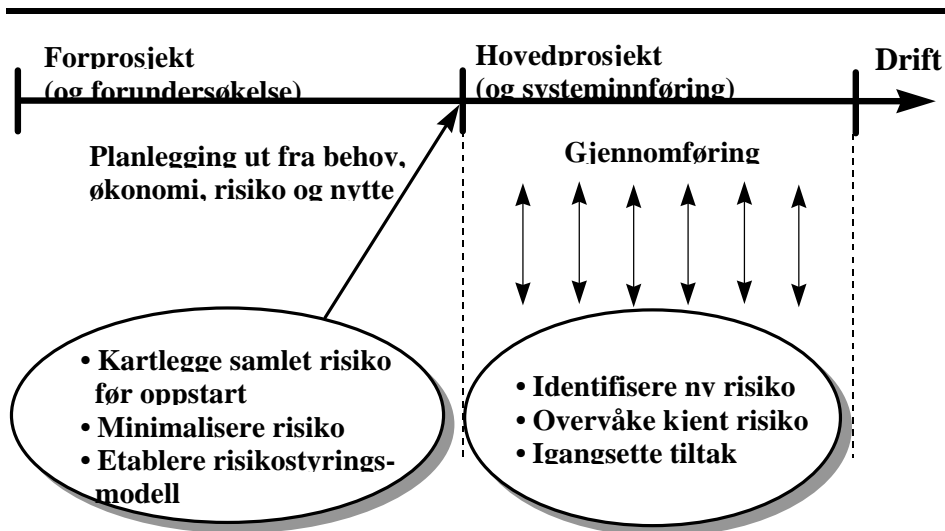 Forprosjekt
(og forundersøkelse)
Hovedprosjekt
(og systeminnføring)
Drift
Planlegging ut fra behov,
økonomi, risiko og nytte
Gjennomføring
• Kartlegge samlet risiko
før oppstart
• Minimalisere risiko
• Etablere risikostyrings-
modell
• Identifisere ny risiko
• Overvåke kjent risiko
• Igangsette tiltak